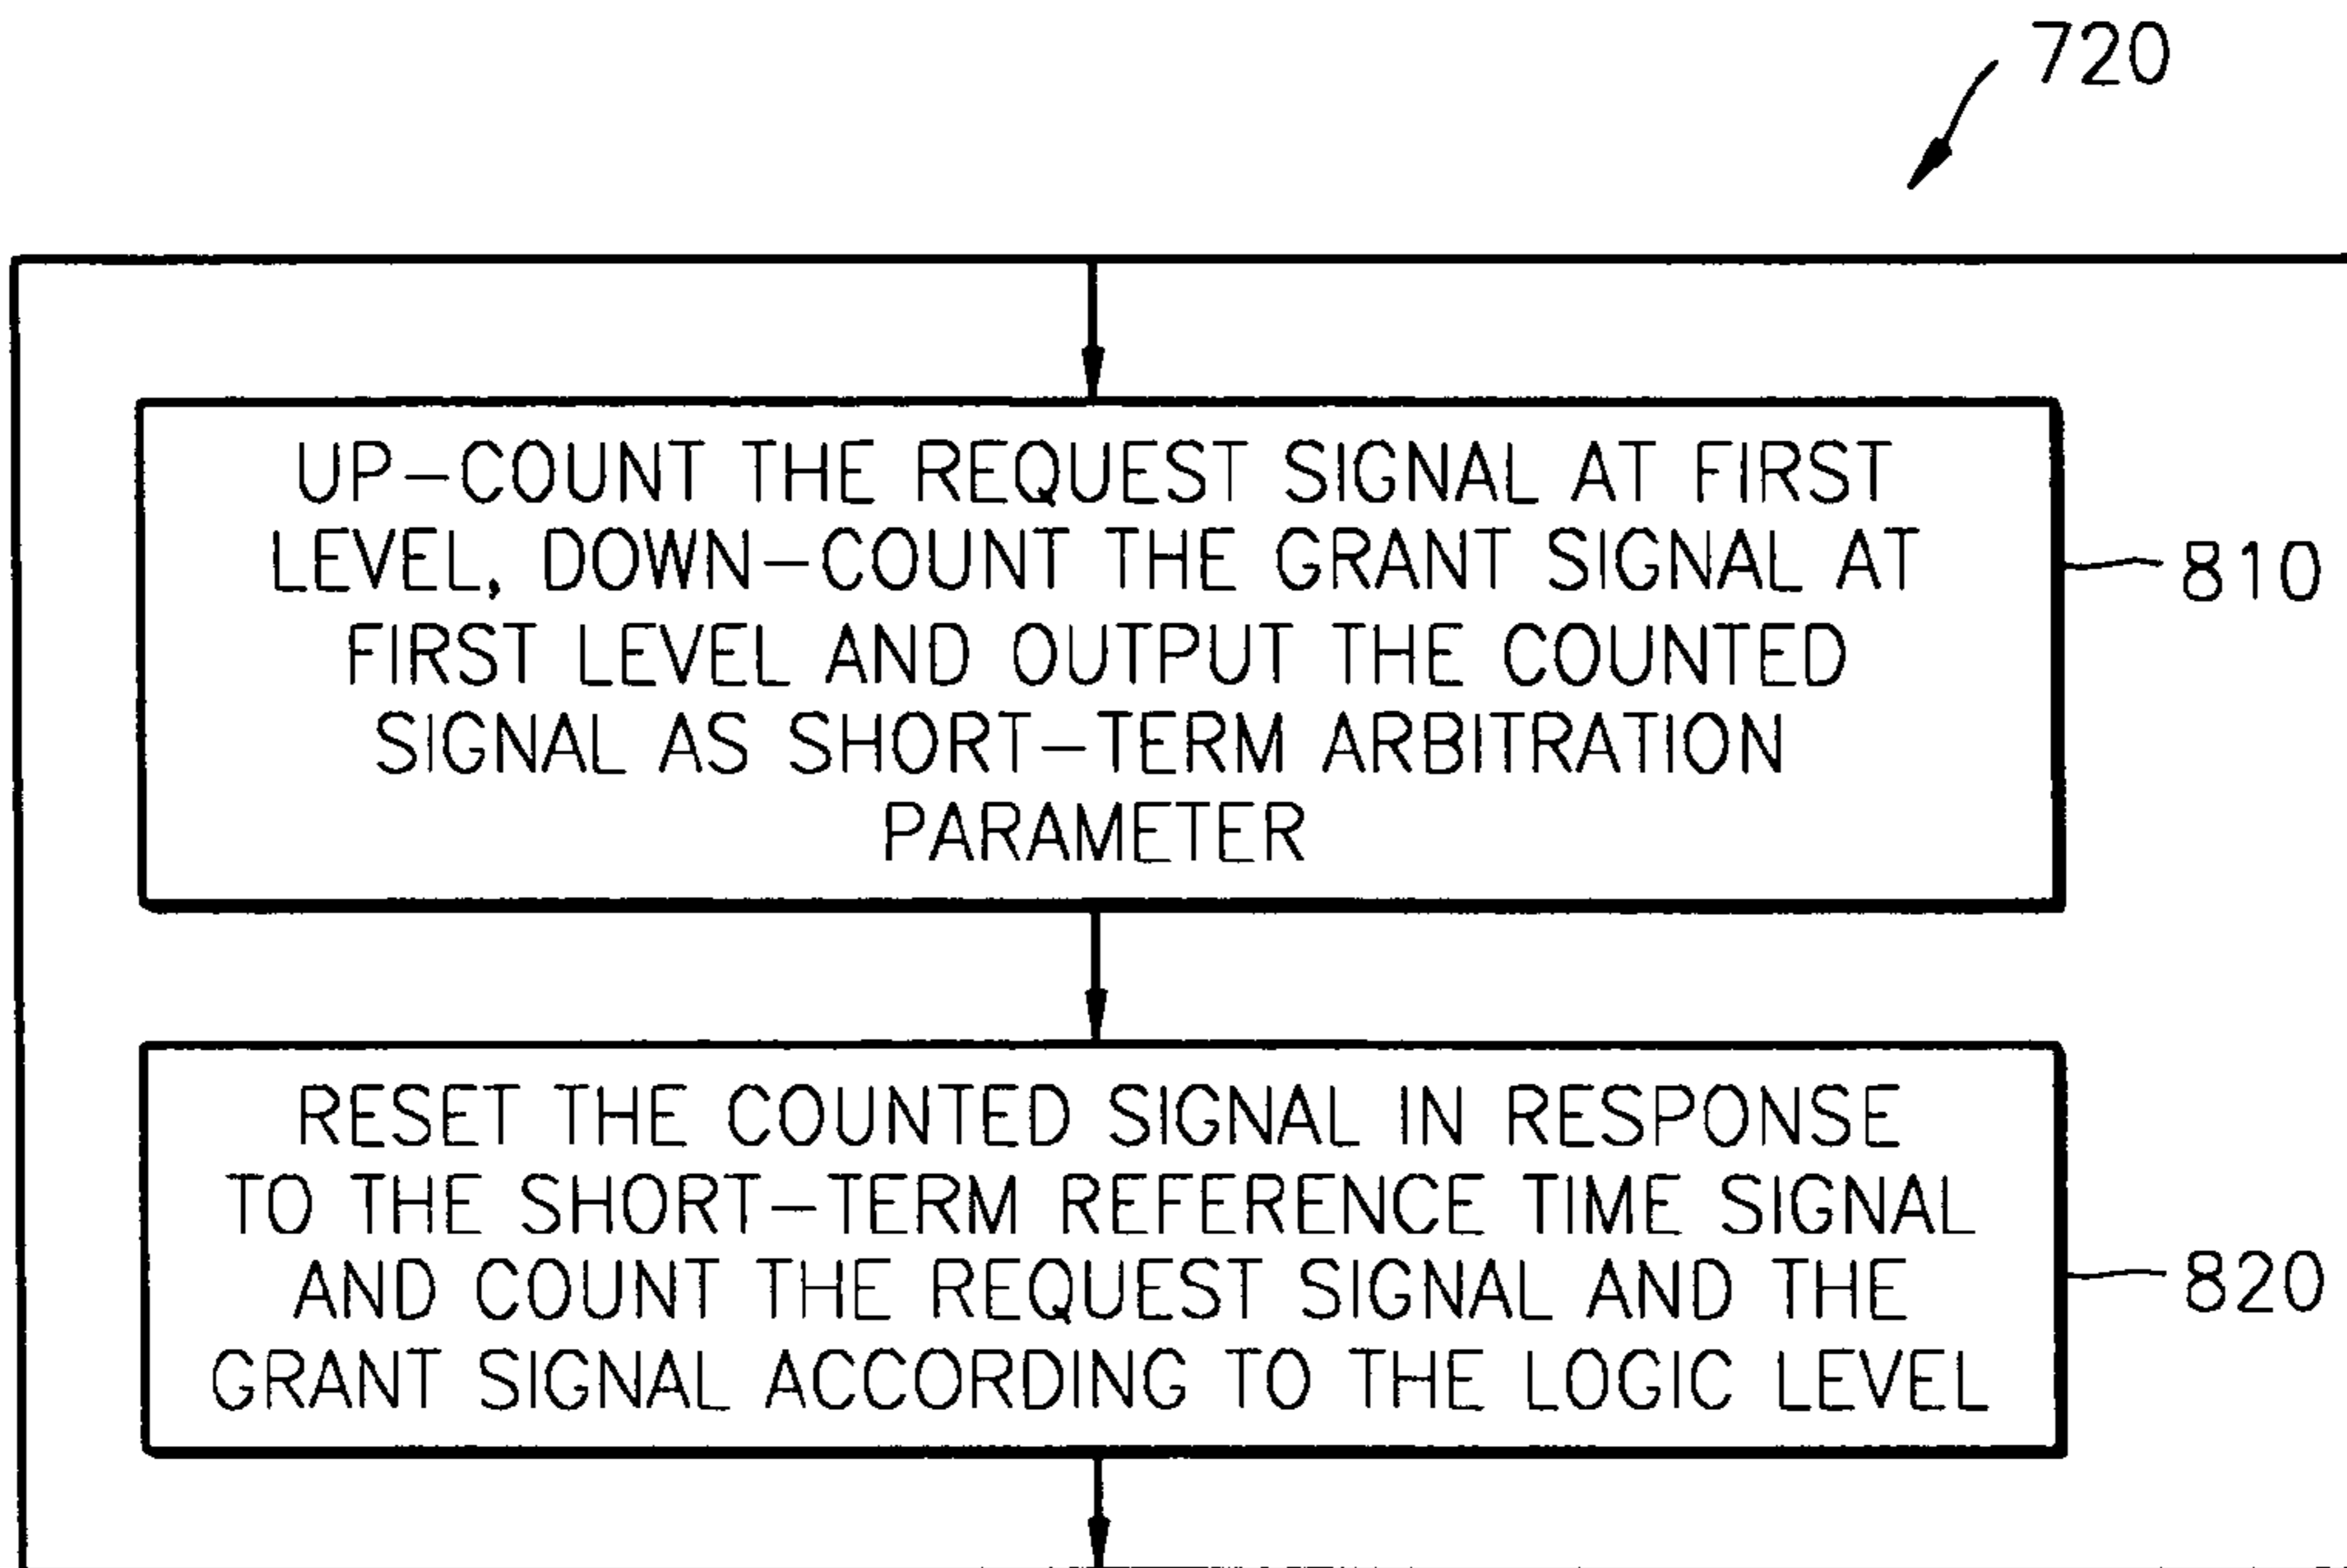 720
UP-COUNT THE REQUEST SIGNAL AT FIRST
LEVEL, DOWN-COUNT THE GRANT SIGNAL AT
FIRST LEVEL AND OUTPUT THE COUNTED
SIGNAL AS SHORT-TERM ARBITRATION
PARAMETER
810
RESET THE COUNTED SIGNAL IN RESPONSE
TO THE SHORT-TERM REFERENCE TIME SIGNAL
AND COUNT THE REQUEST SIGNAL AND THE
GRANT SIGNAL ACCORDING TO THE LOGIC LEVEL
820